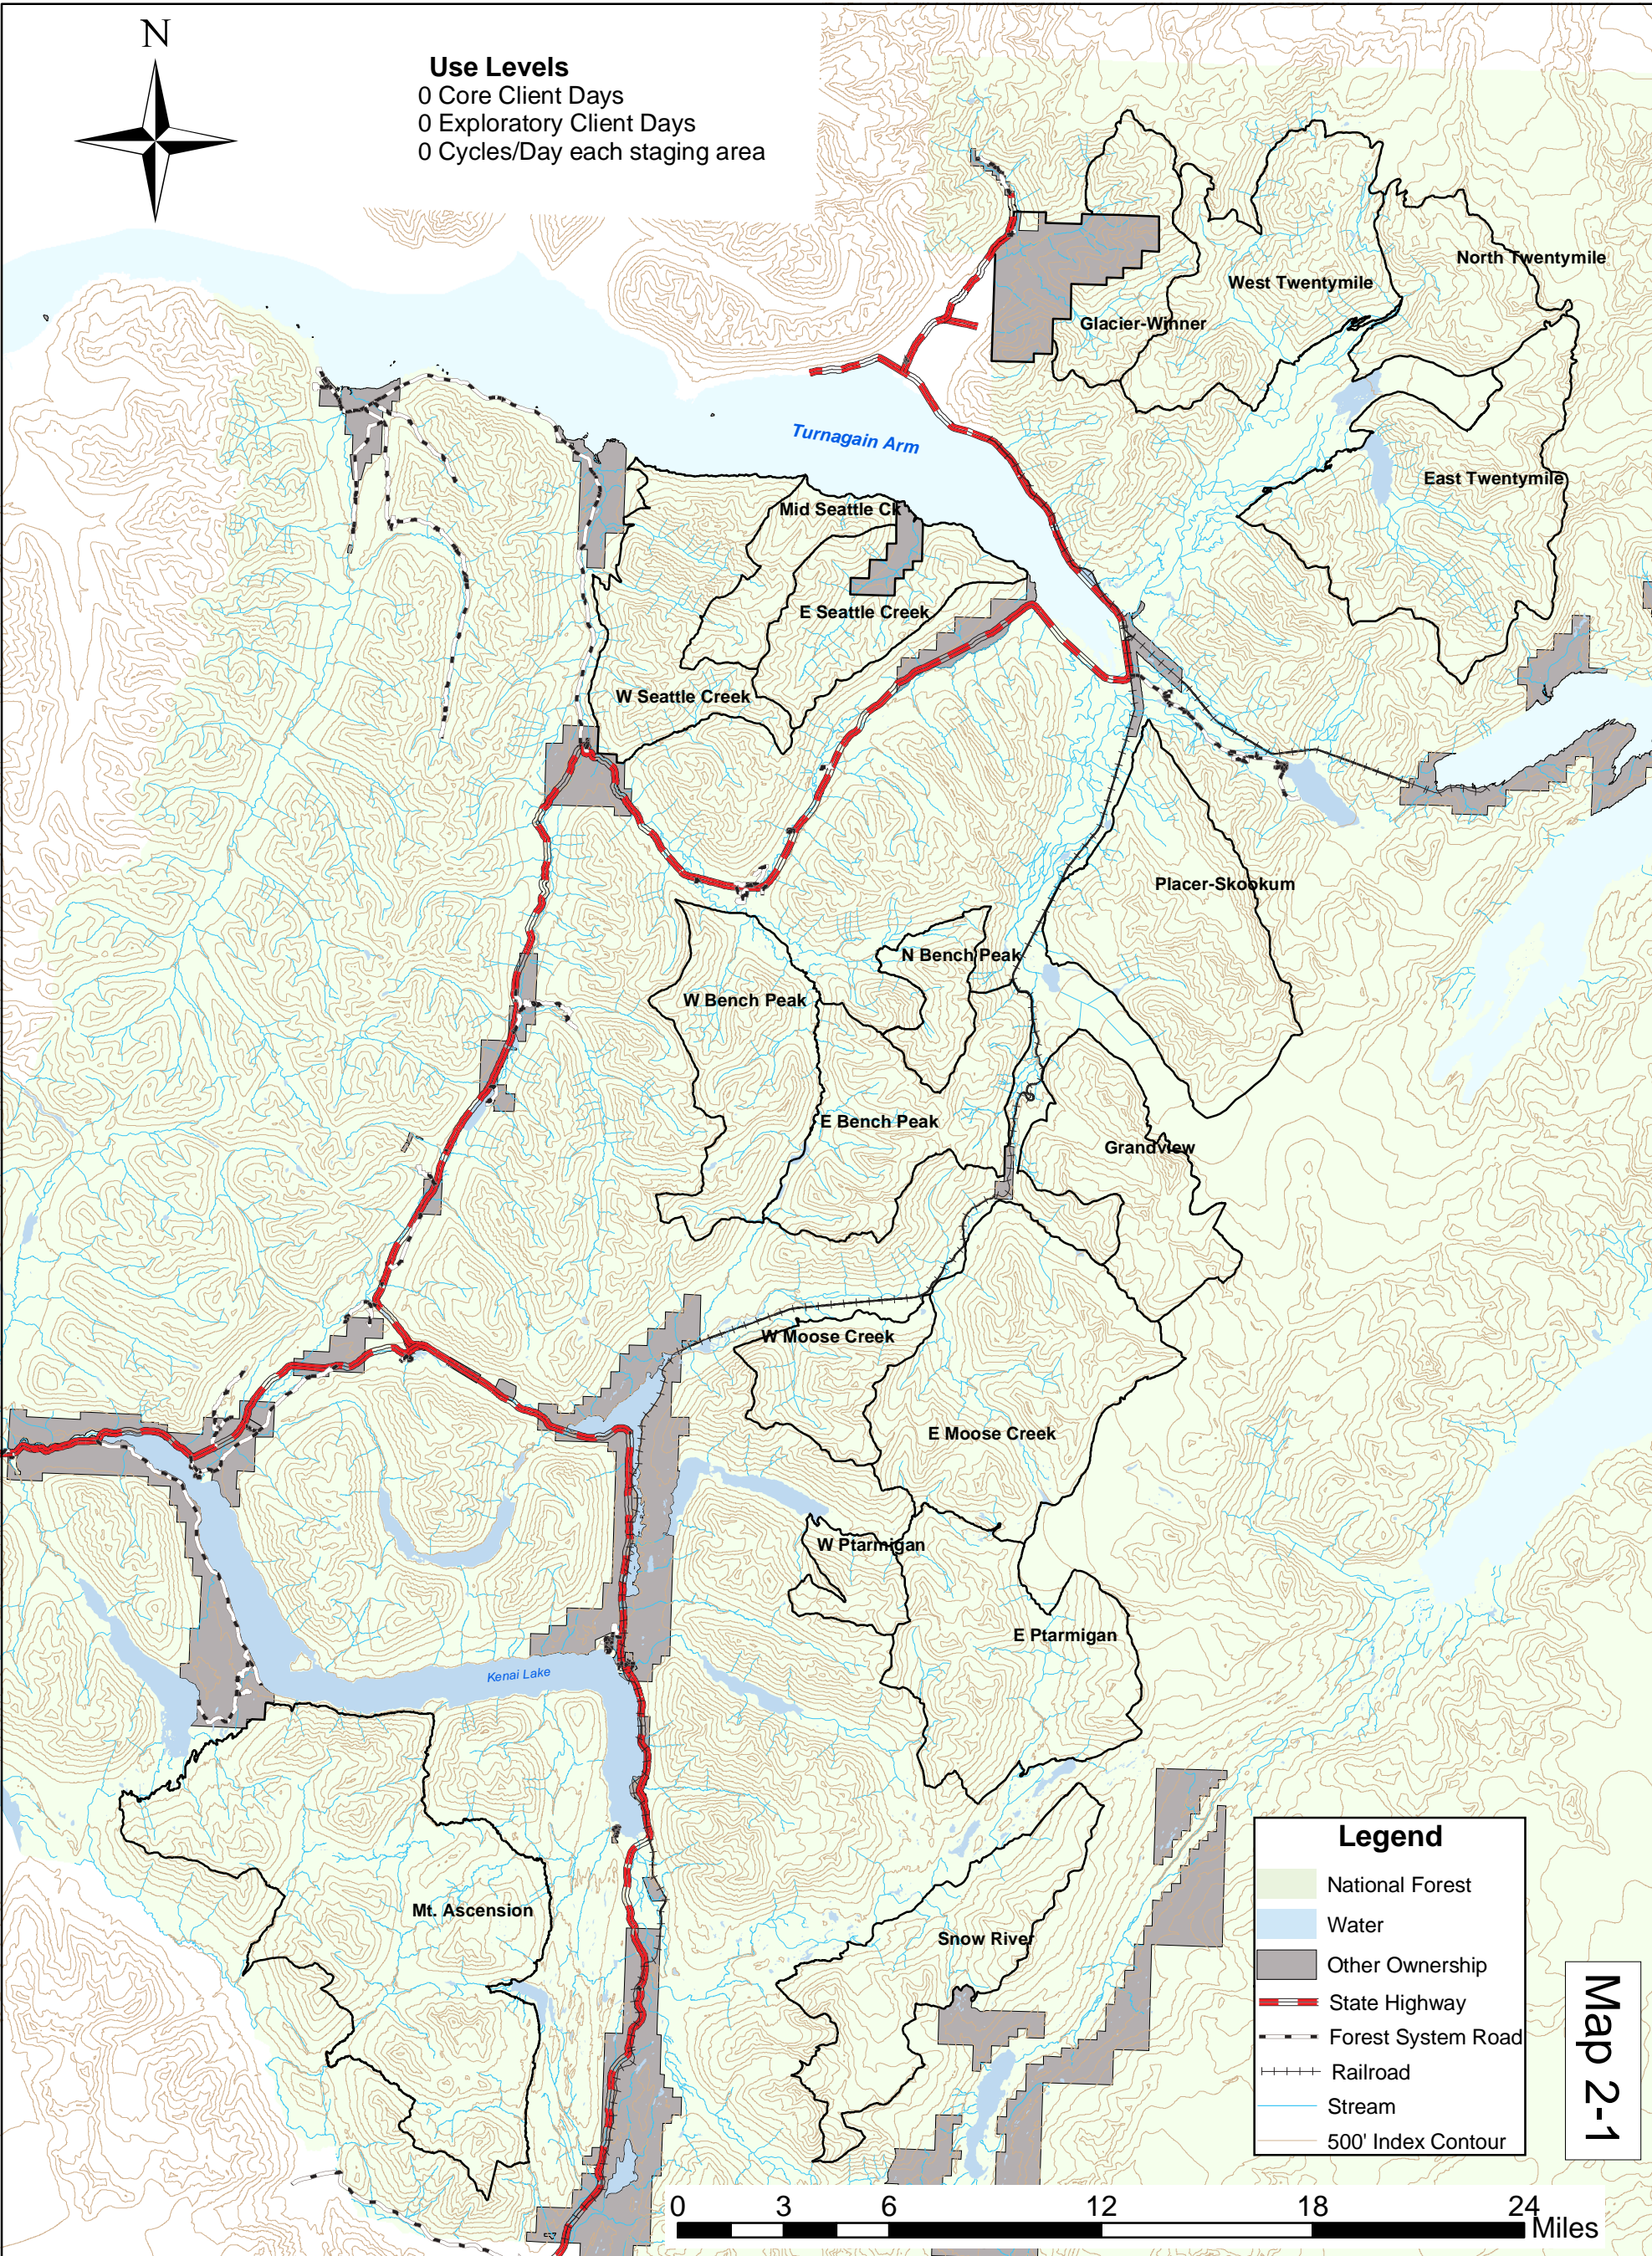 N
Use Levels
0 Core Client Days
0 Exploratory Client Days
0 Cycles/Day each staging area
North Twentymile
West Twentymile
Glacier-Winner
Turnagain Arm
East Twentymile
Mid Seattle Ck
E Seattle Creek
W Seattle Creek
Placer-Skookum
N Bench Peak
W Bench Peak
E Bench Peak
Grandview
W Moose Creek
E Moose Creek
W Ptarmigan
E Ptarmigan
Kenai Lake
Mt. Ascension
Snow River
Legend
National Forest
Water
Other Ownership
State Highway
Forest System Road
Railroad
Stream
500' Index Contour
Map 2-1
0 3 6 12 18 24
Miles